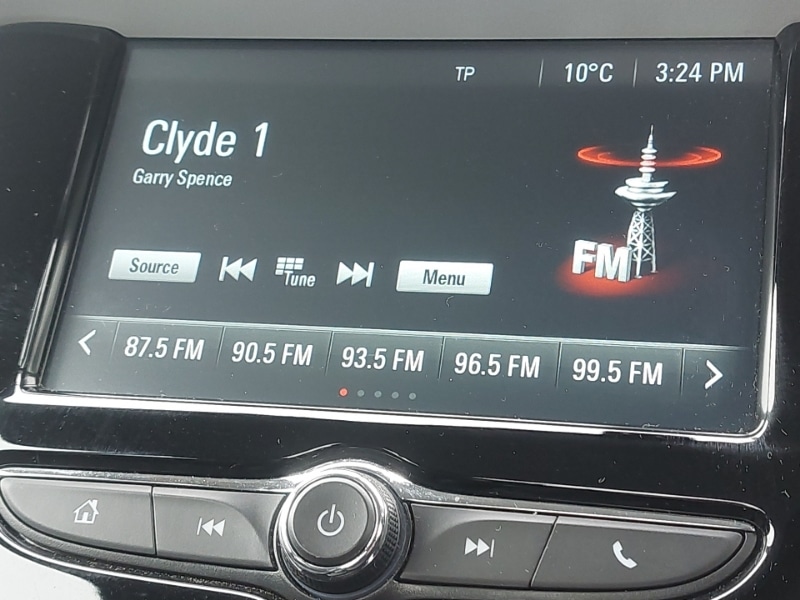 TP 10°C 3:24 PM
Clyde 1
Garry Spence
Source Tune Menu
FM
87.5 FM 90.5 FM 93.5 FM 96.5 FM 99.5 FM